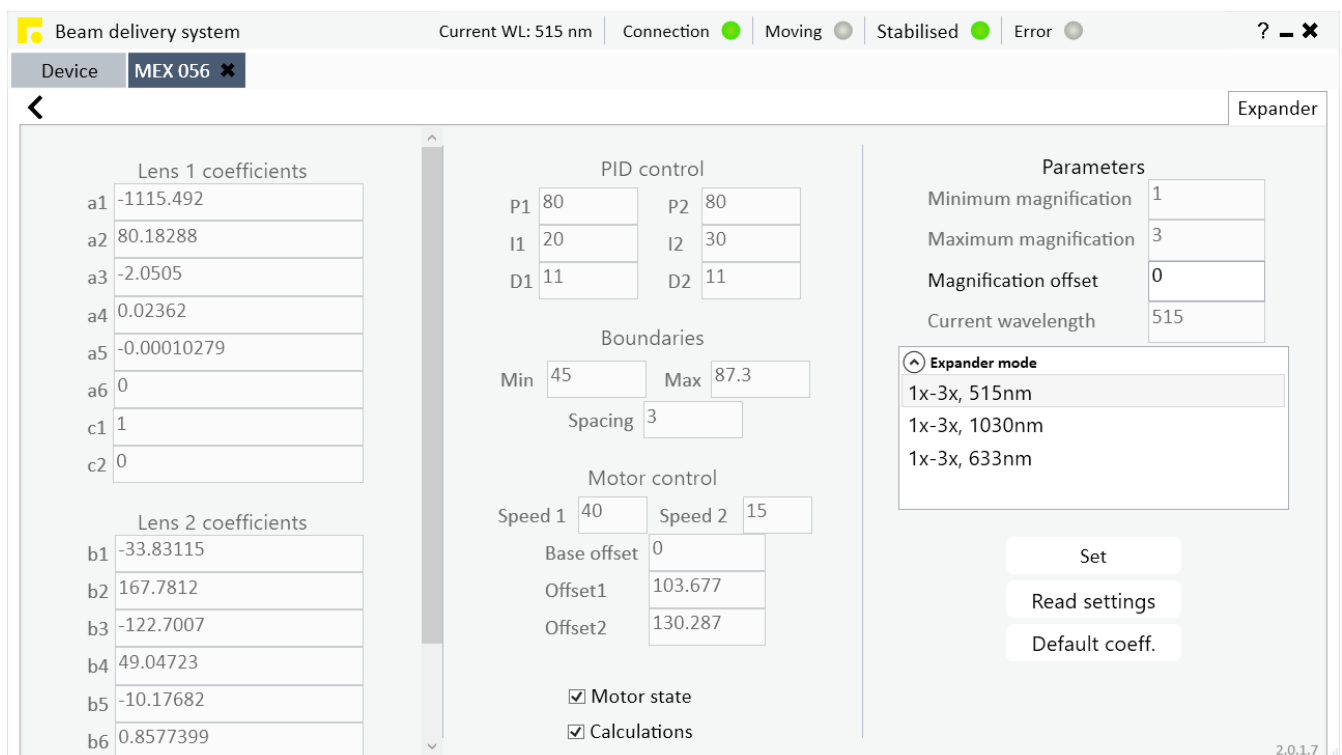 Beam delivery system
Current WL: 515 nm
Connection
Moving
Stabilised
Error
?
Device
MEX 056
Expander
Lens 1 coefficients
a1 -1115.492
a2 80.18288
a3 -2.0505
a4 0.02362
a5 -0.00010279
a6 0
c1 1
c2 0
Lens 2 coefficients
b1 -33.83115
b2 167.7812
b3 -122.7007
b4 49.04723
b5 -10.17682
b6 0.8577399
PID control
P1 80 P2 80
I1 20 I2 30
D1 11 D2 11
Boundaries
Min 45 Max 87.3
Spacing 3
Motor control
Speed 1 40 Speed 2 15
Base offset 0
Offset1 103.677
Offset2 130.287
Motor state
Calculations
Parameters
Minimum magnification 1
Maximum magnification 3
Magnification offset 0
Current wavelength 515
Expander mode
1x-3x, 515nm
1x-3x, 1030nm
1x-3x, 633nm
Set
Read settings
Default coeff.
2.0.1.7